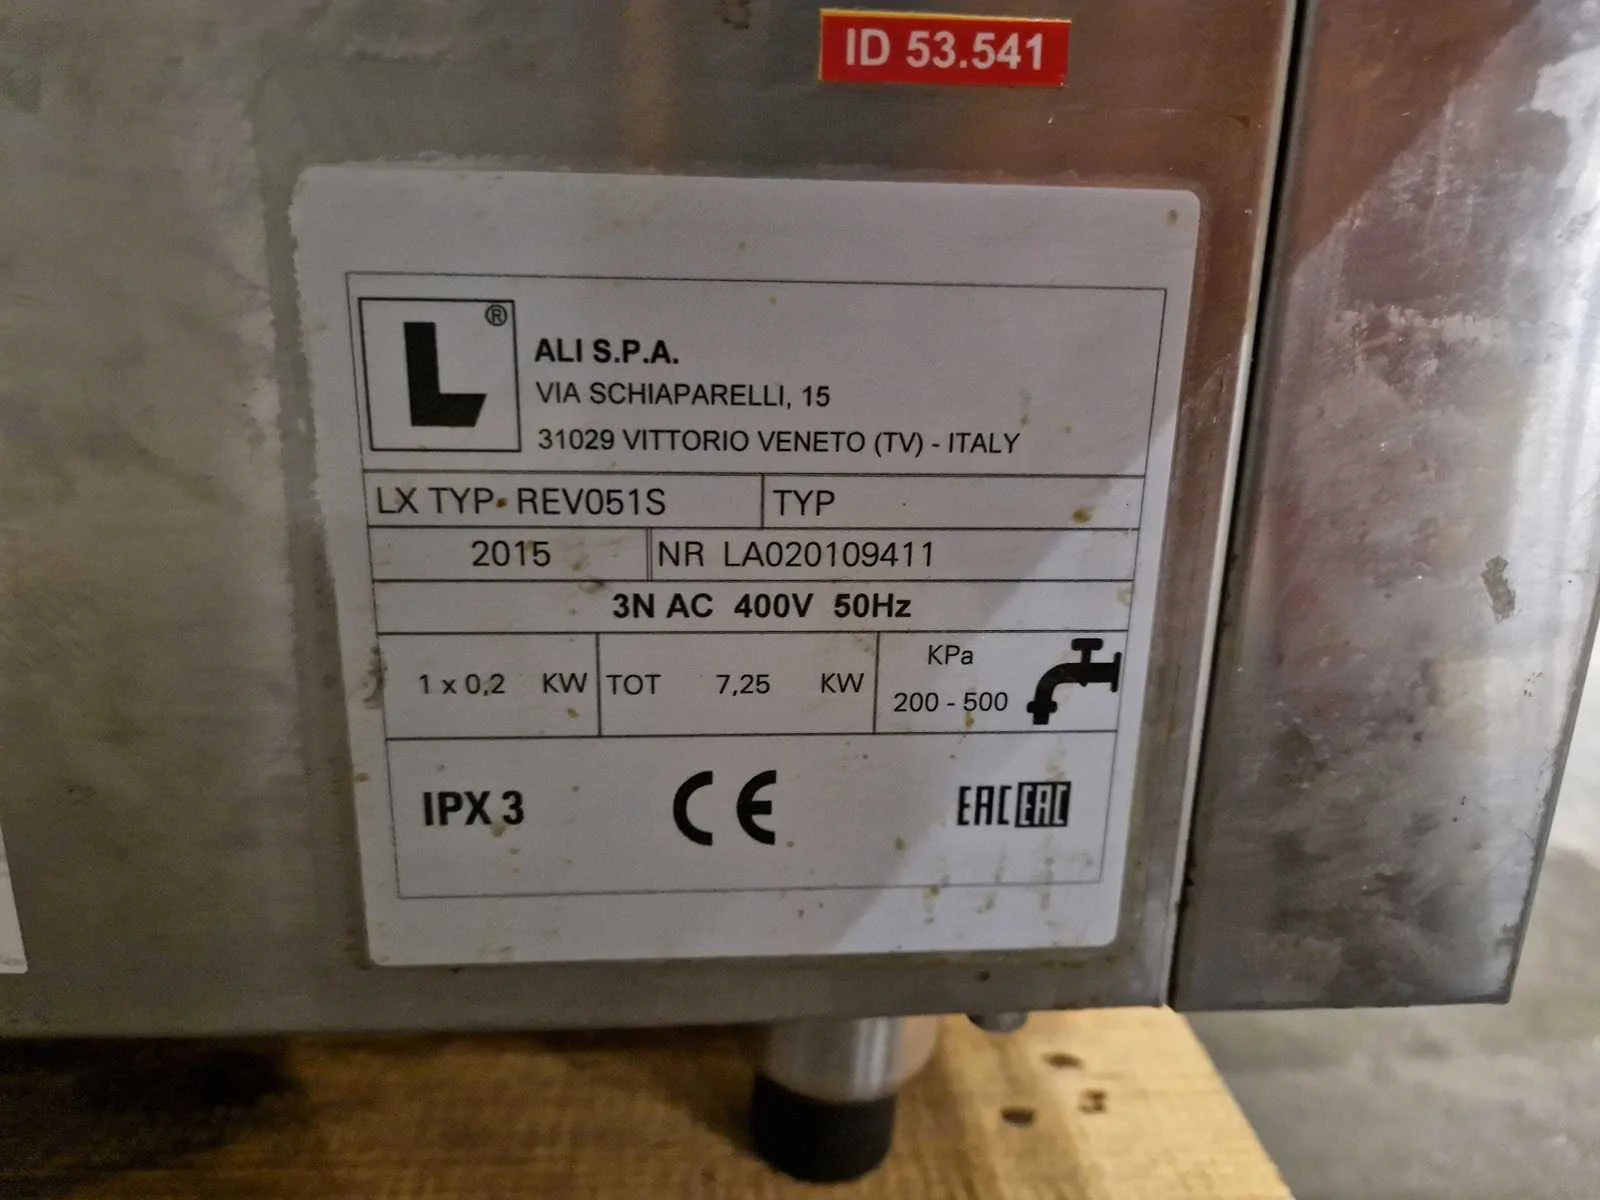 ID 53.541
L ®
ALI S.P.A.
VIA SCHIAPARELLI, 15
31029 VITTORIO VENETO (TV) - ITALY
LX TYP REV051S TYP
2015 NR LA020109411
3N AC 400V 50Hz
1 x 0,2 KW TOT 7,25 KW KPa
200 - 500
IPX 3 CE EAC EAC